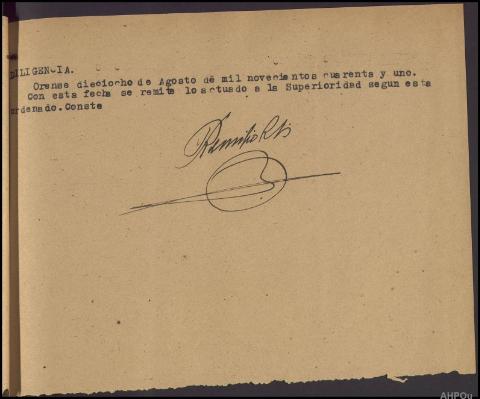 DILIGENCIA.
Orense dieciocho de Agosto de mil novecientos cuarenta y uno.
Con esta fecha se remite lo actuado a la Superioridad segun esta
ordenado. Conste
Remifio
AHPOu